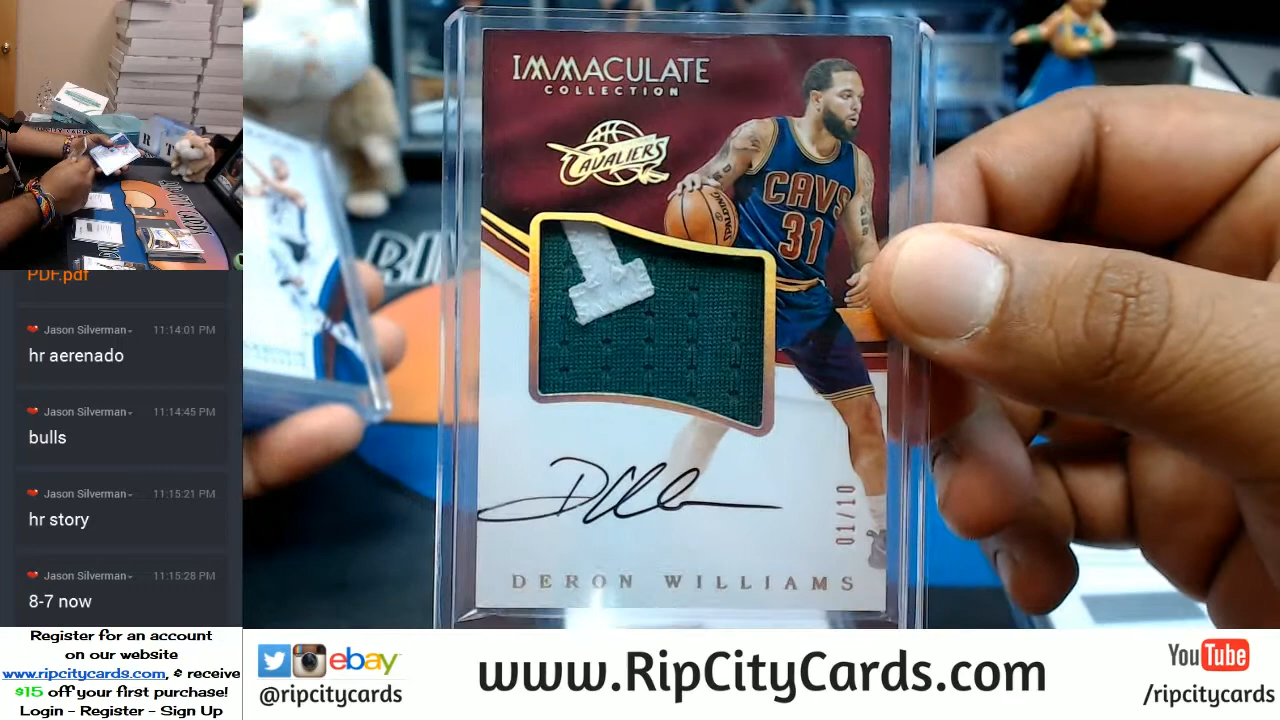 PDF.pdf
Jason Silverman 11:14:01 PM
hr aerenado
Jason Silverman 11:14:45 PM
bulls
Jason Silverman 11:15:21 PM
hr story
Jason Silverman 11:15:28 PM
8-7 now
Register for an account
on our website
www.ripcitycards.com, & receive
$15 off your first purchase!
Login - Register - Sign Up
IMMACULATE
COLLECTION
CAVALIERS
CAVS
31
SPALDING
01/10
DERON WILLIAMS
ebay
@ripcitycards
www.RipCityCards.com
YouTube
/ripcitycards